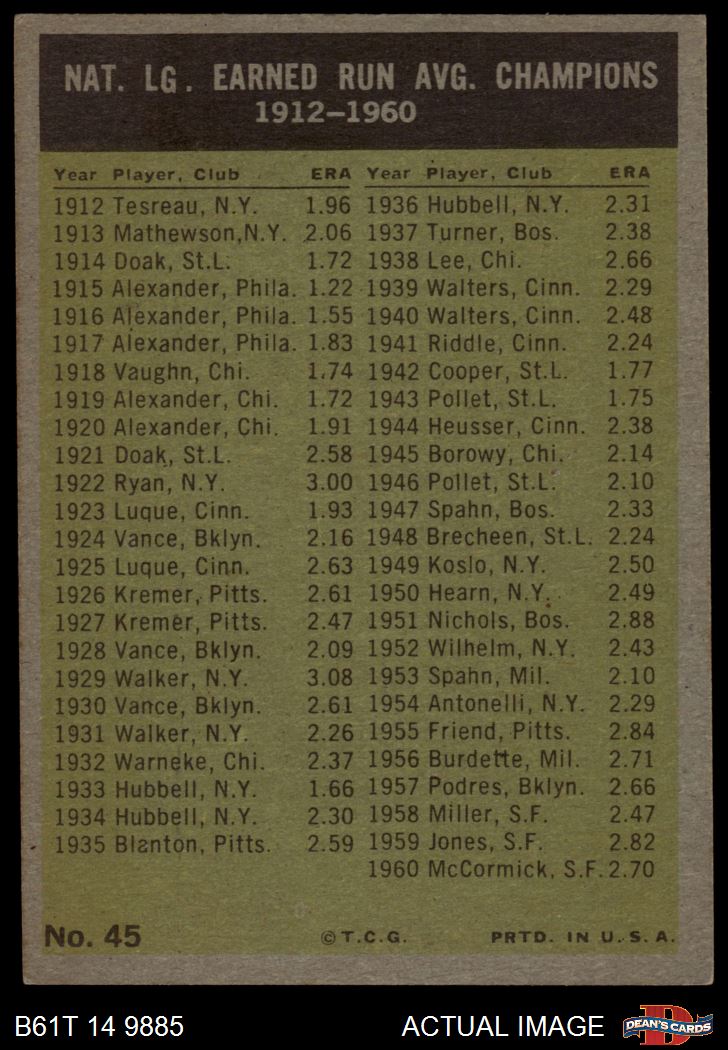 NAT. LG. EARNED RUN AVG. CHAMPIONS
1912–1960
Year Player, Club ERA Year Player, Club ERA
1912 Tesreau, N.Y. 1.96 1936 Hubbell, N.Y. 2.31
1913 Mathewson, N.Y. 2.06 1937 Turner, Bos. 2.38
1914 Doak, St.L. 1.72 1938 Lee, Chi. 2.66
1915 Alexander, Phila. 1.22 1939 Walters, Cinn. 2.29
1916 Alexander, Phila. 1.55 1940 Walters, Cinn. 2.48
1917 Alexander, Phila. 1.83 1941 Riddle, Cinn. 2.24
1918 Vaughn, Chi. 1.74 1942 Cooper, St.L. 1.77
1919 Alexander, Chi. 1.72 1943 Pollet, St.L. 1.75
1920 Alexander, Chi. 1.91 1944 Heusser, Cinn. 2.38
1921 Doak, St.L. 2.58 1945 Borowy, Chi. 2.14
1922 Ryan, N.Y. 3.00 1946 Pollet, St.L. 2.10
1923 Luque, Cinn. 1.93 1947 Spahn, Bos. 2.33
1924 Vance, Bklyn. 2.16 1948 Brecheen, St.L. 2.24
1925 Luque, Cinn. 2.63 1949 Koslo, N.Y. 2.50
1926 Kremer, Pitts. 2.61 1950 Hearn, N.Y. 2.49
1927 Kremer, Pitts. 2.47 1951 Nichols, Bos. 2.88
1928 Vance, Bklyn. 2.09 1952 Wilhelm, N.Y. 2.43
1929 Walker, N.Y. 3.08 1953 Spahn, Mil. 2.10
1930 Vance, Bklyn. 2.61 1954 Antonelli, N.Y. 2.29
1931 Walker, N.Y. 2.26 1955 Friend, Pitts. 2.84
1932 Warneke, Chi. 2.37 1956 Burdette, Mil. 2.71
1933 Hubbell, N.Y. 1.66 1957 Podres, Bklyn. 2.66
1934 Hubbell, N.Y. 2.30 1958 Miller, S.F. 2.47
1935 Blanton, Pitts. 2.59 1959 Jones, S.F. 2.82
1960 McCormick, S.F. 2.70
No. 45 © T.C.G. PRTD. IN U.S.A.
B61T 14 9885 ACTUAL IMAGE D DEAN'S CARDS